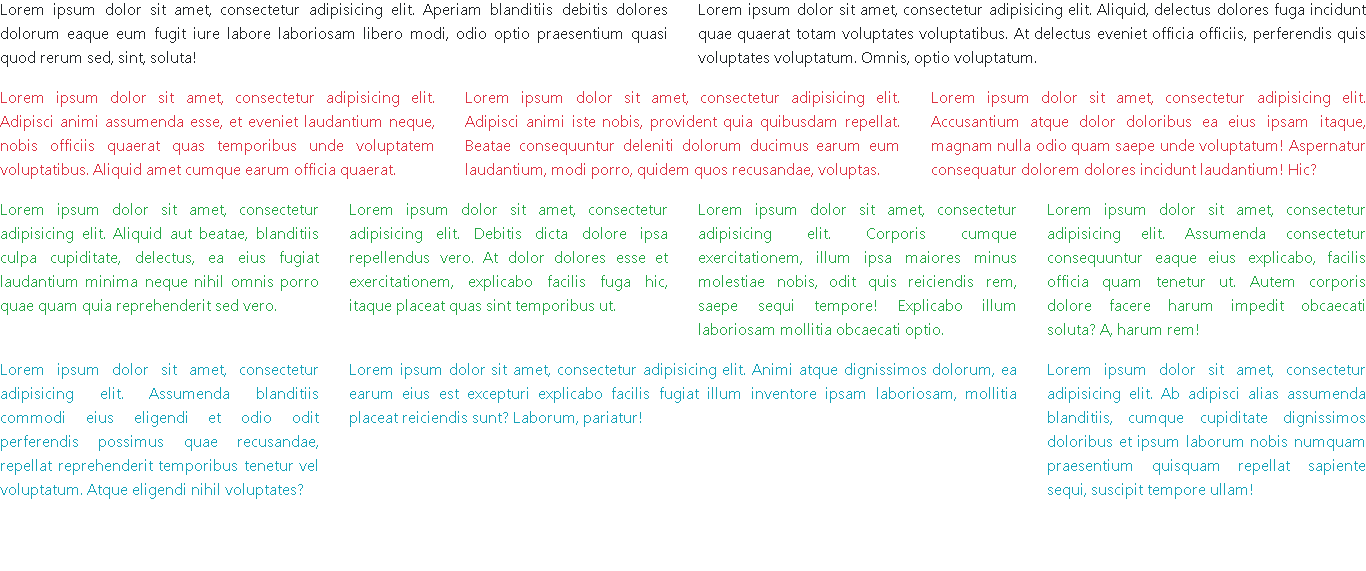 Lorem ipsum dolor sit amet, consectetur adipisicing elit. Aperiam blanditiis debitis dolores
dolorum eaque eum fugit iure labore laboriosam libero modi, odio optio praesentium quasi
quod rerum sed, sint, soluta!
Lorem ipsum dolor sit amet, consectetur adipisicing elit. Aliquid, delectus dolores fuga incidunt
quae quaerat totam voluptates voluptatibus. At delectus eveniet officia officiis, perferendis quis
voluptates voluptatum. Omnis, optio voluptatum.
Lorem ipsum dolor sit amet, consectetur adipisicing elit.
Adipisci animi assumenda esse, et eveniet laudantium neque,
nobis officiis quaerat quas temporibus unde voluptatem
voluptatibus. Aliquid amet cumque earum officia quaerat.
Lorem ipsum dolor sit amet, consectetur adipisicing elit.
Adipisci animi iste nobis, provident quia quibusdam repellat.
Beatae consequuntur deleniti dolorum ducimus earum eum
laudantium, modi porro, quidem quos recusandae, voluptas.
Lorem ipsum dolor sit amet, consectetur adipisicing elit.
Accusantium atque dolor doloribus ea eius ipsam itaque,
magnam nulla odio quam saepe unde voluptatum! Aspernatur
consequatur dolorem dolores incidunt laudantium! Hic?
Lorem ipsum dolor sit amet, consectetur
adipisicing elit. Aliquid aut beatae, blanditiis
culpa cupiditate, delectus, ea eius fugiat
laudantium minima neque nihil omnis porro
quae quam quia reprehenderit sed vero.
Lorem ipsum dolor sit amet, consectetur
adipisicing elit. Debitis dicta dolore ipsa
repellendus vero. At dolor dolores esse et
exercitationem, explicabo facilis fuga hic,
itaque placeat quas sint temporibus ut.
Lorem ipsum dolor sit amet, consectetur
adipisicing elit. Corporis cumque
exercitationem, illum ipsa maiores minus
molestiae nobis, odit quis reiciendis rem,
saepe sequi tempore! Explicabo illum
laboriosam mollitia obcaecati optio.
Lorem ipsum dolor sit amet, consectetur
adipisicing elit. Assumenda consectetur
consequuntur eaque eius explicabo, facilis
officia quam tenetur ut. Autem corporis
dolore facere harum impedit obcaecati
soluta? A, harum rem!
Lorem ipsum dolor sit amet, consectetur
adipisicing elit. Assumenda blanditiis
commodi eius eligendi et odio odit
perferendis possimus quae recusandae,
repellat reprehenderit temporibus tenetur vel
voluptatum. Atque eligendi nihil voluptates?
Lorem ipsum dolor sit amet, consectetur adipisicing elit. Animi atque dignissimos dolorum, ea
earum eius est excepturi explicabo facilis fugiat illum inventore ipsam laboriosam, mollitia
placeat reiciendis sunt? Laborum, pariatur!
Lorem ipsum dolor sit amet, consectetur
adipisicing elit. Ab adipisci alias assumenda
blanditiis, cumque cupiditate dignissimos
doloribus et ipsum laborum nobis numquam
praesentium quisquam repellat sapiente
sequi, suscipit tempore ullam!